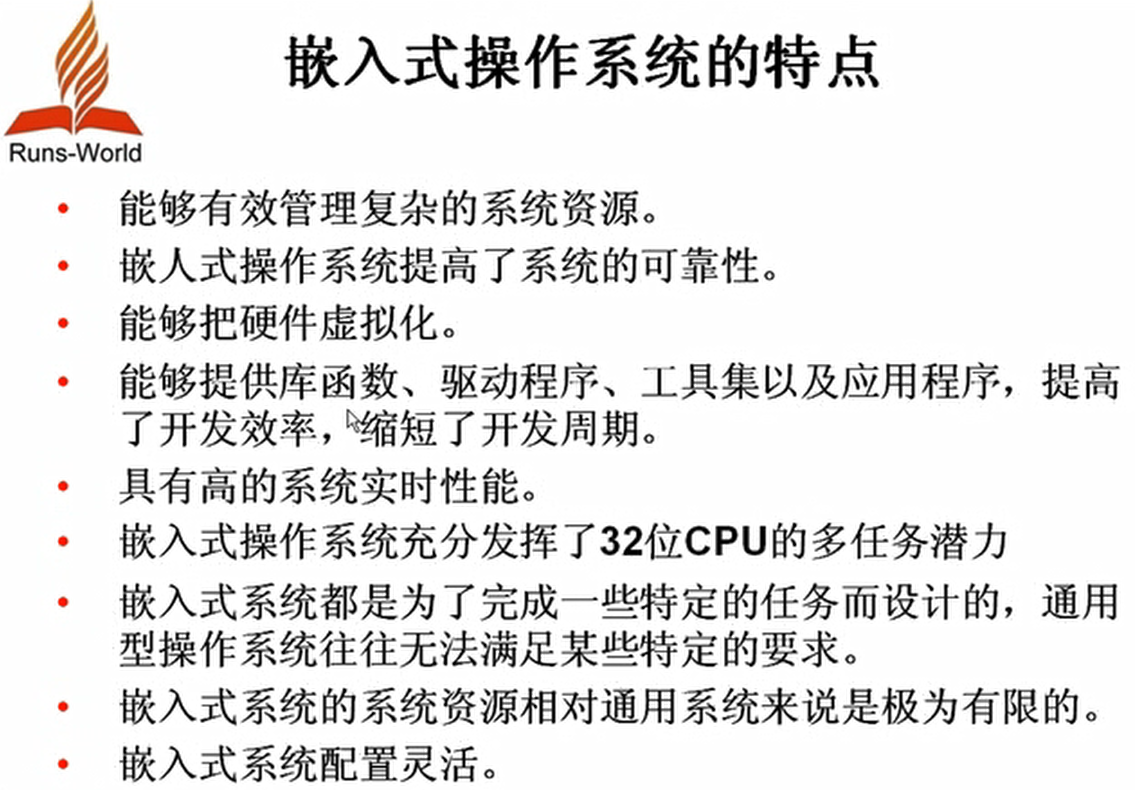 嵌入式操作系统的特点
Runs-World
• 能够有效管理复杂的系统资源。
• 嵌人式操作系统提高了系统的可靠性。
• 能够把硬件虚拟化。
• 能够提供库函数、驱动程序、工具集以及应用程序，提高
了开发效率，缩短了开发周期。
• 具有高的系统实时性能。
• 嵌入式操作系统充分发挥了32位CPU的多任务潜力
• 嵌入式系统都是为了完成一些特定的任务而设计的，通用
型操作系统往往无法满足某些特定的要求。
• 嵌入式系统的系统资源相对通用系统来说是极为有限的。
• 嵌入式系统配置灵活。